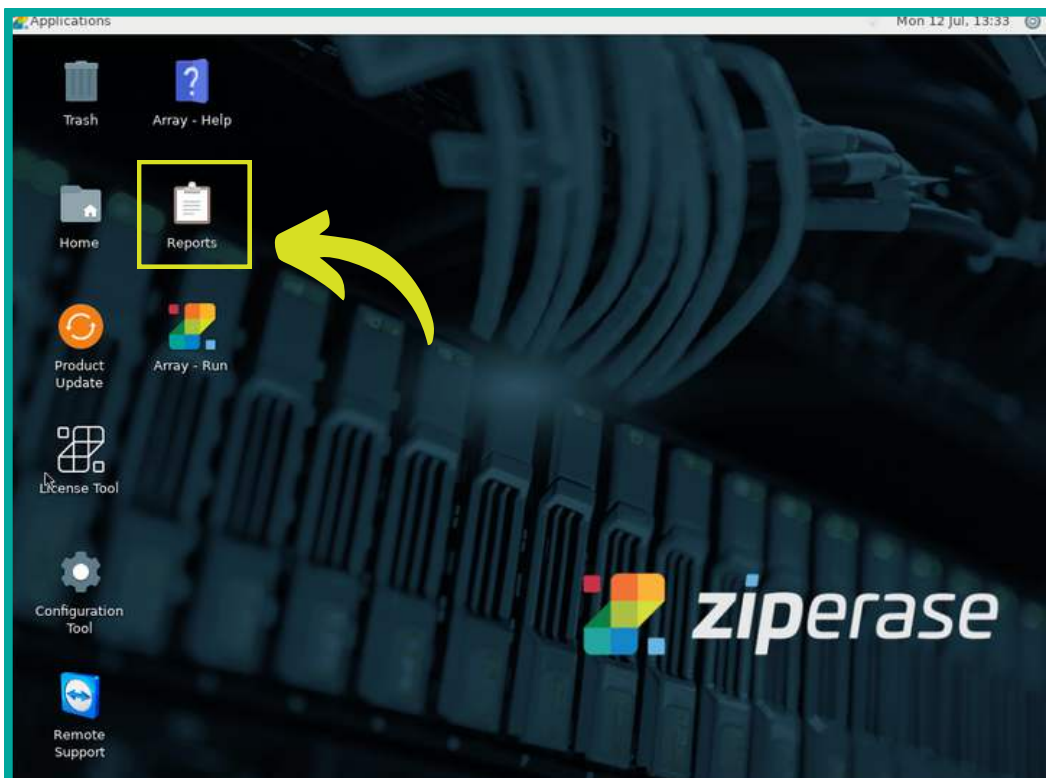 Applications
Mon 12 Jul, 13:33
Trash
Array - Help
Home
Reports
Product
Update
Array - Run
License Tool
Configuration
Tool
Remote
Support
ziperase